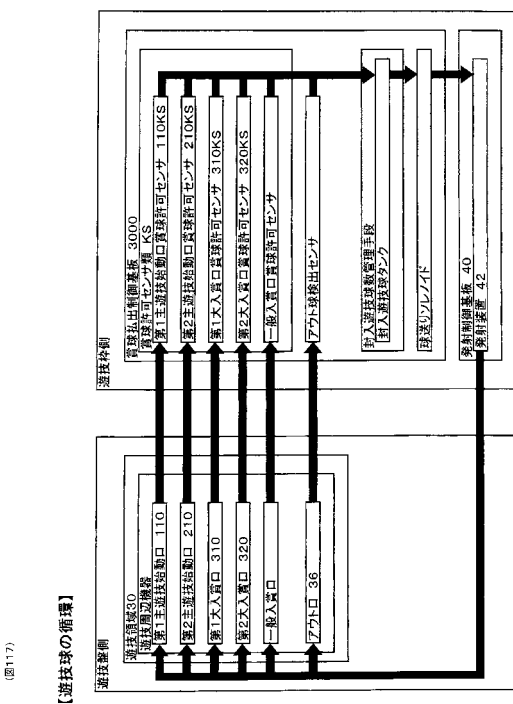 (図117)
【遊技球の循環】
遊技盤側
遊技領域30
遊技周辺機器
第1主遊技始動口 110
第2主遊技始動口 210
第1大入賞口 310
第2大入賞口 320
一般入賞口
アウト口 36
遊技枠側
賞球払出制御基板 3000
賞球許可センサ類 KS
第1主遊技始動口賞球許可センサ 110KS
第2主遊技始動口賞球許可センサ 210KS
第1大入賞口賞球許可センサ 310KS
第2大入賞口賞球許可センサ 320KS
一般入賞口賞球許可センサ
アウト球検出センサ
封入遊技球数管理手段
封入遊技球タンク
球送りソレノイド
発射制御基板 40
発射装置 42